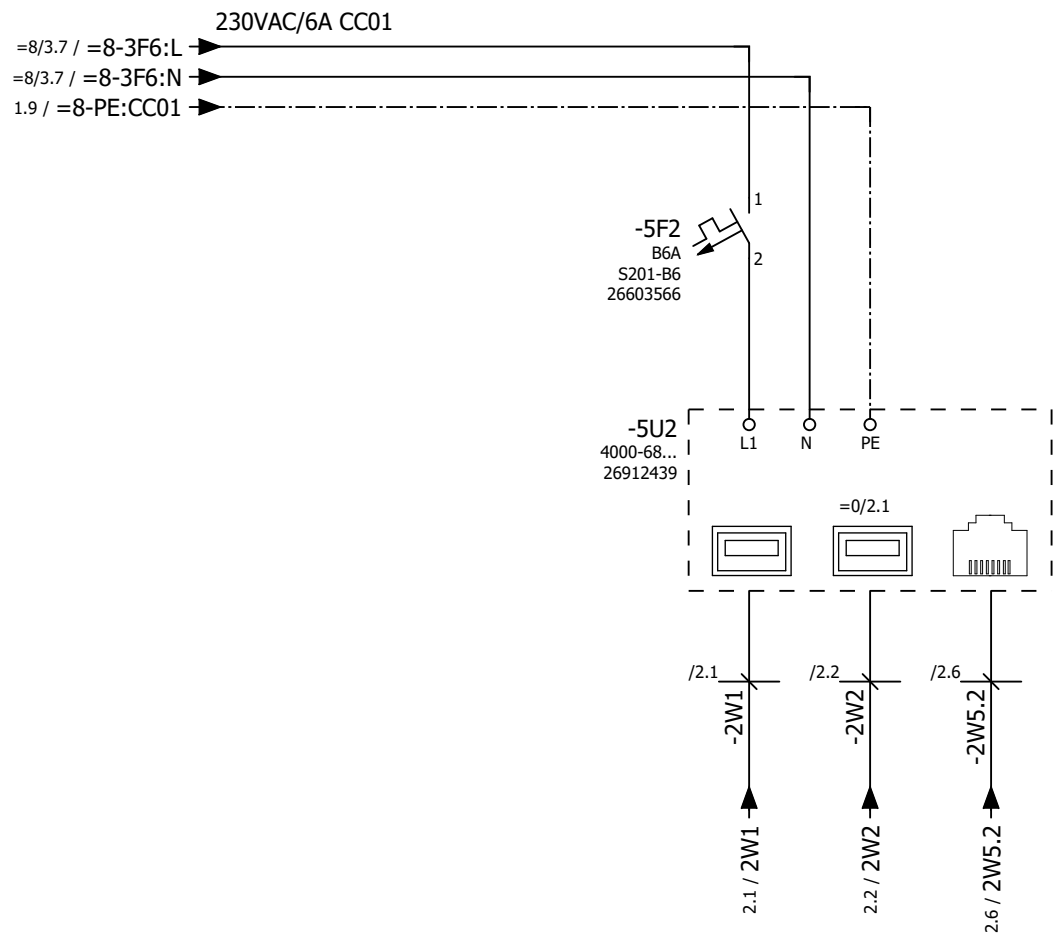 230VAC/6A CC01
=8/3.7 / =8-3F6:L
=8/3.7 / =8-3F6:N
1.9 / =8-PE:CC01
1
-5F2
B6A
2
S201-B6
26603566
-5U2
L1
N
PE
4000-68...
26912439
=0/2.1
/2.1
/2.2
/2.6
-2W1
-2W2
-2W5.2
2.1 / 2W1
2.2 / 2W2
2.6 / 2W5.2